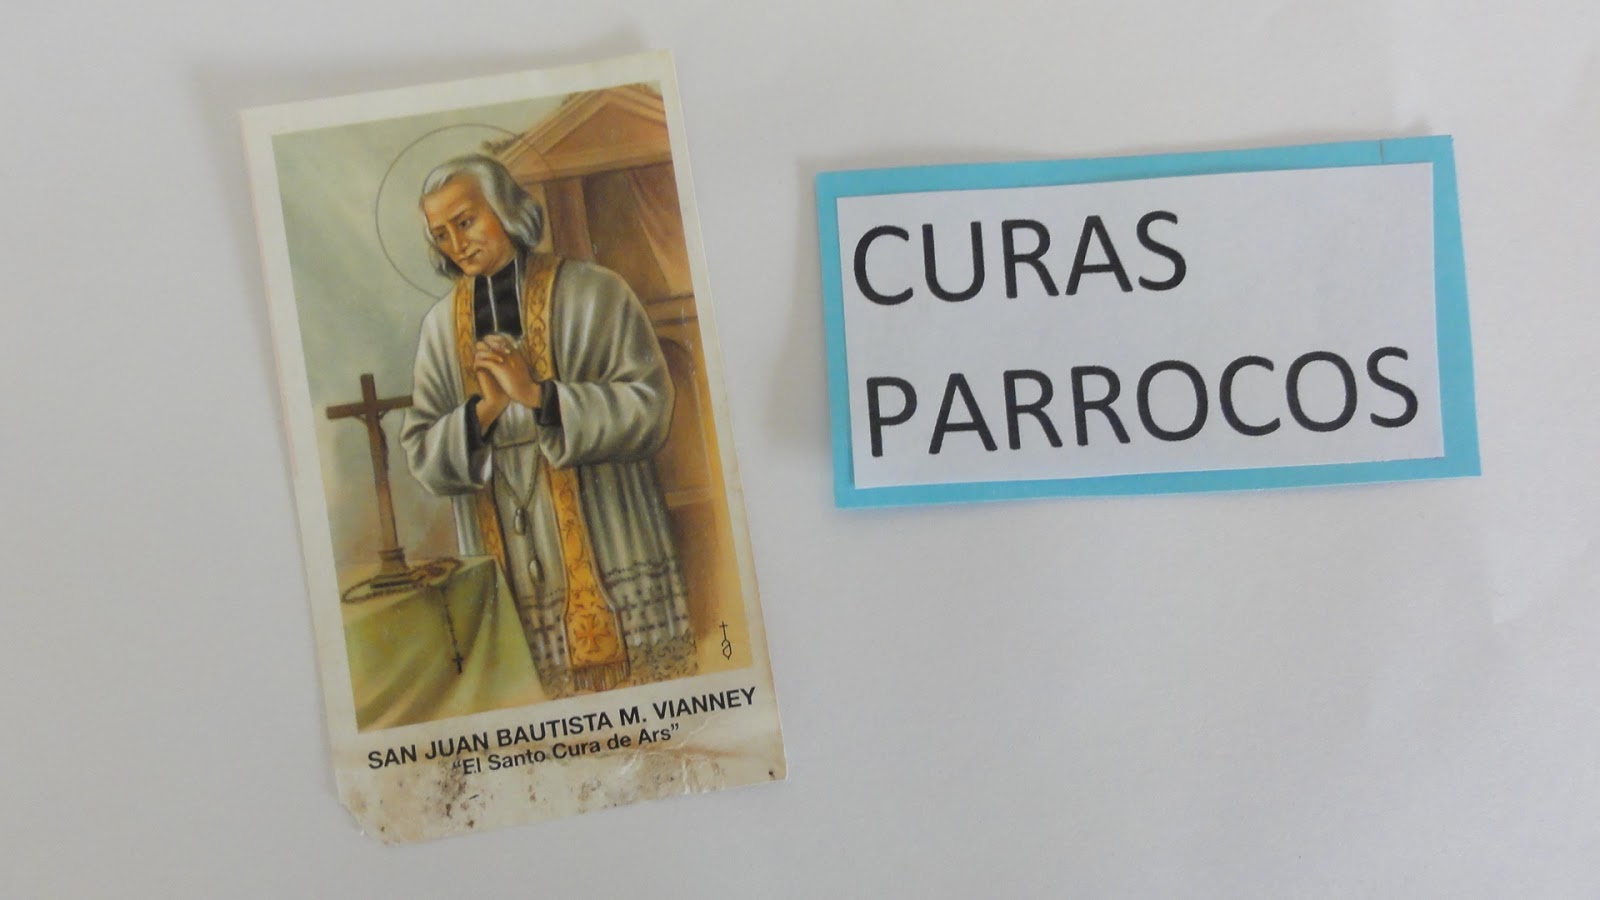 SAN JUAN BAUTISTA M. VIANNEY
"El Santo Cura de Ars"
CURAS
PARROCOS